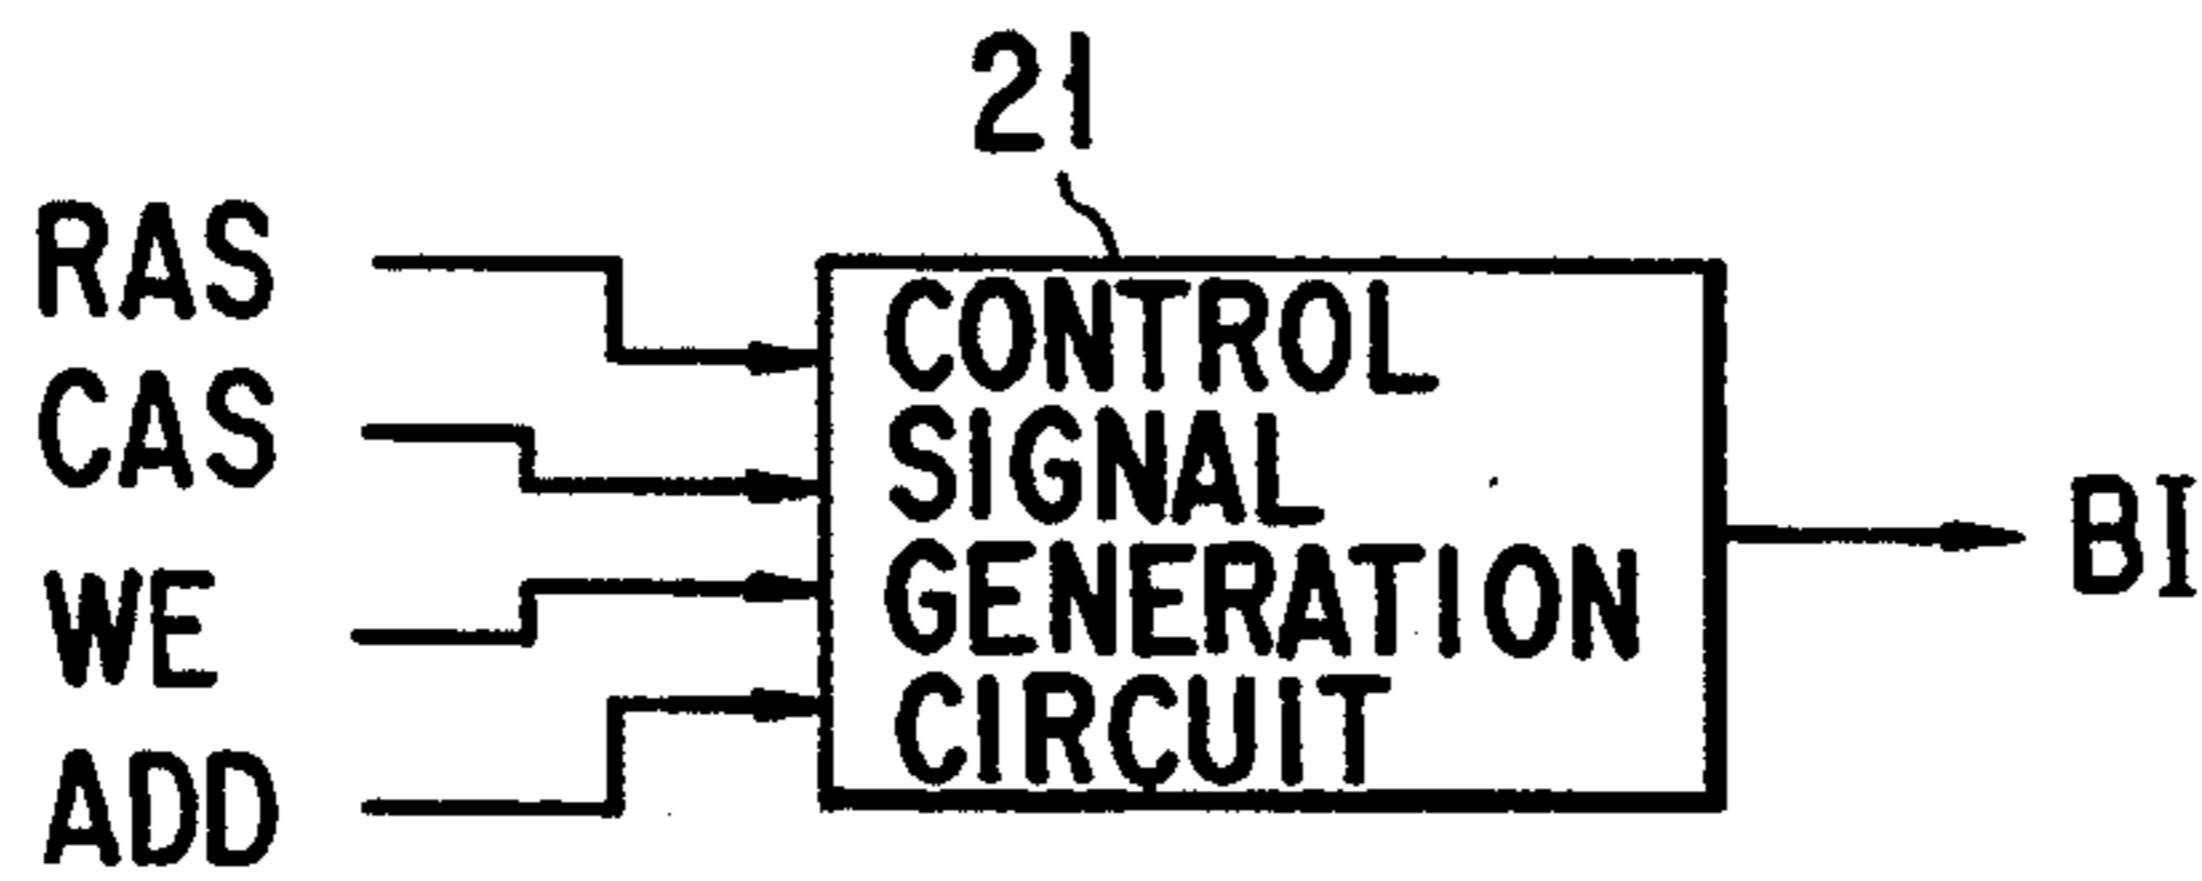 21
RAS
CAS
WE
ADD
CONTROL
SIGNAL
GENERATION
CIRCUIT
BI